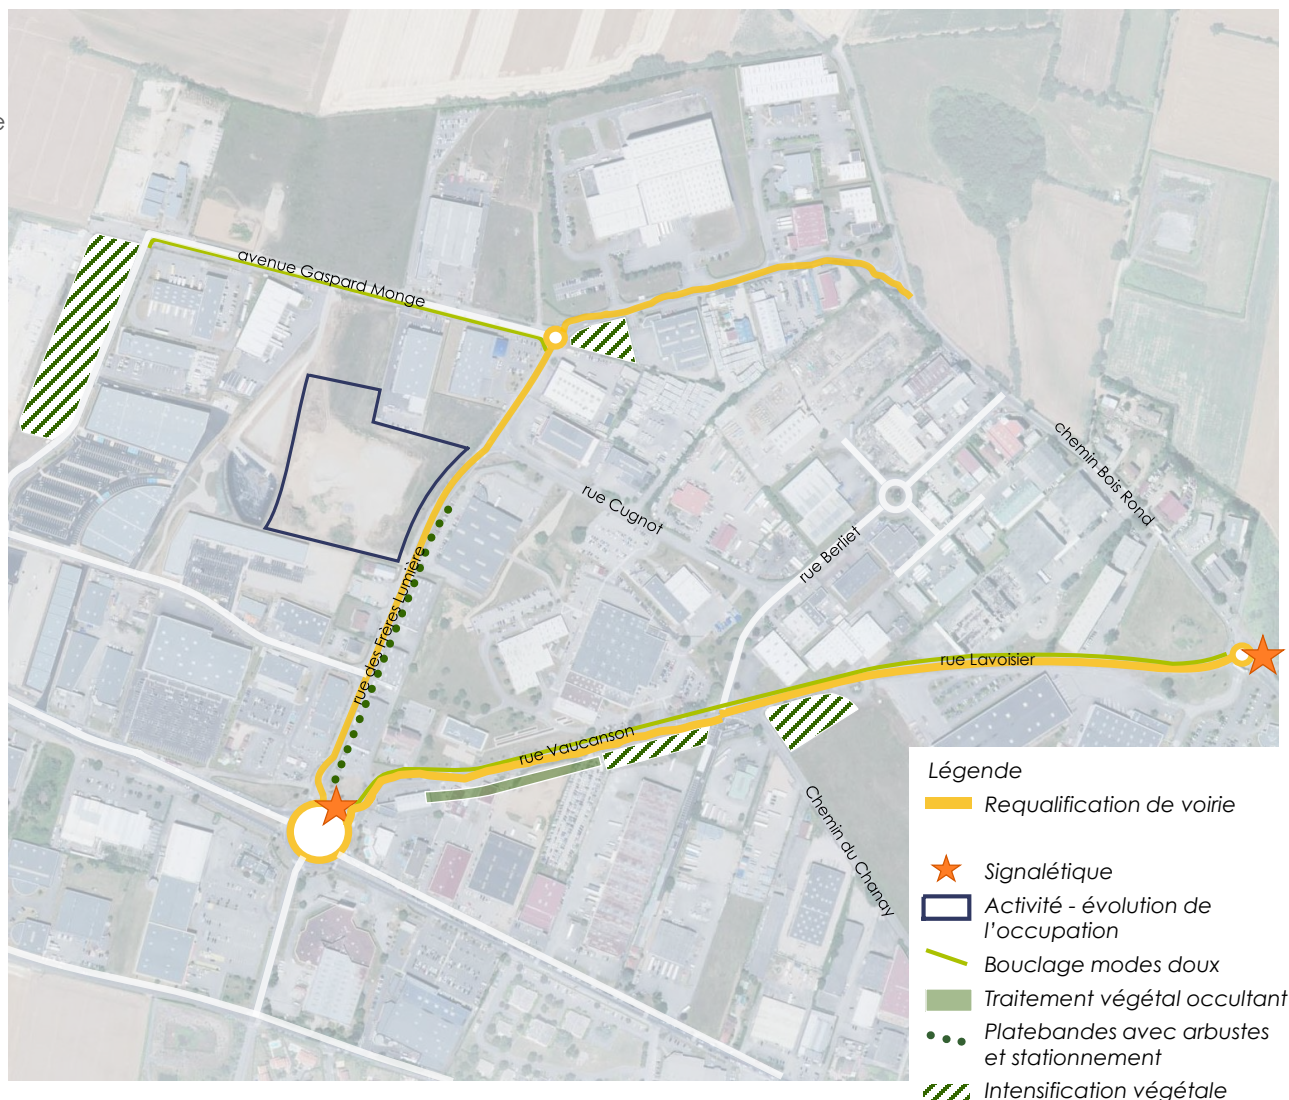 e
avenue Gaspard Monge
rue Cugnot
chemin Bois Rond
rue Berliet
rue des Frères Lumière
rue Lavoisier
rue Vaucanson
Chemin du Chanay
Légende
Requalification de voirie
Signalétique
Activité - évolution de
l'occupation
Bouclage modes doux
Traitement végétal occultant
Platebandes avec arbustes
et stationnement
Intensification végétale